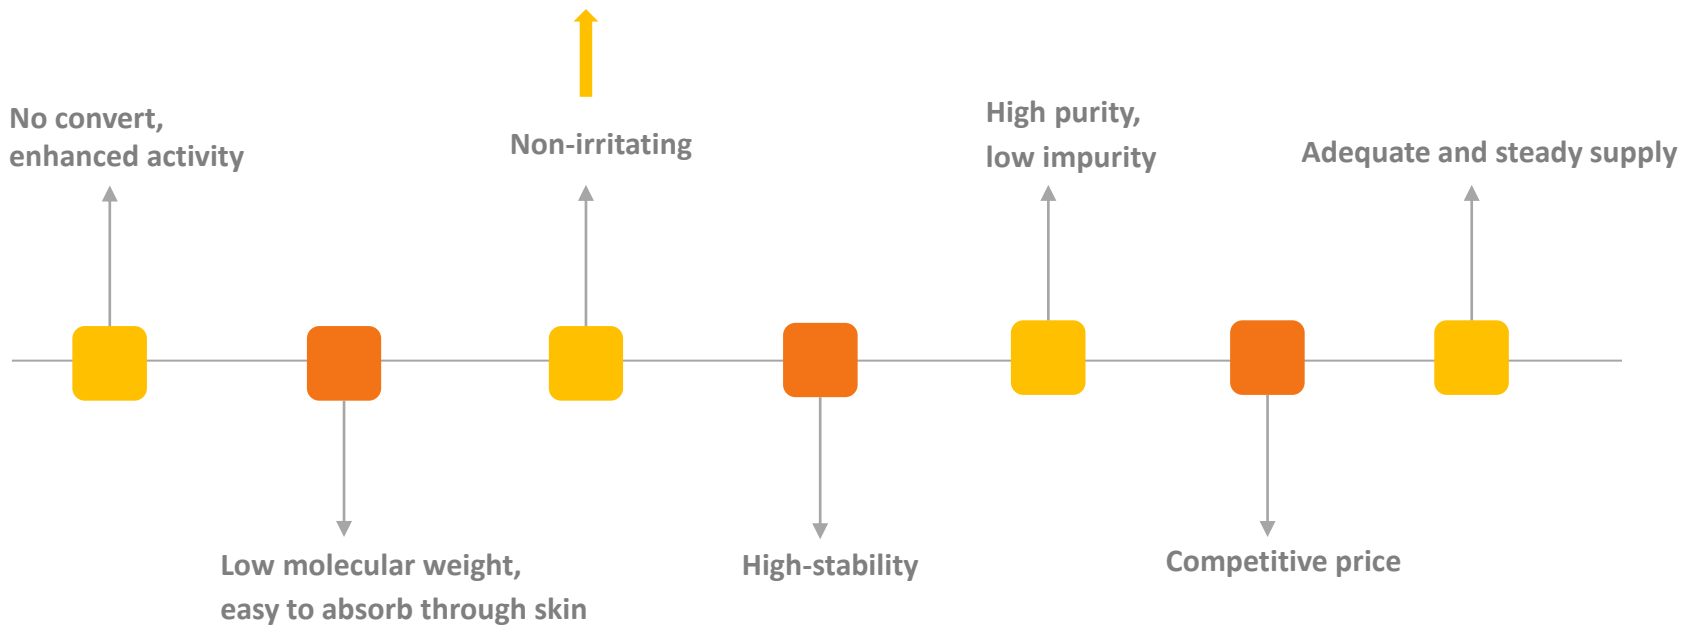 No convert,
enhanced activity
Non-irritating
High purity,
low impurity
Adequate and steady supply
Low molecular weight,
easy to absorb through skin
High-stability
Competitive price